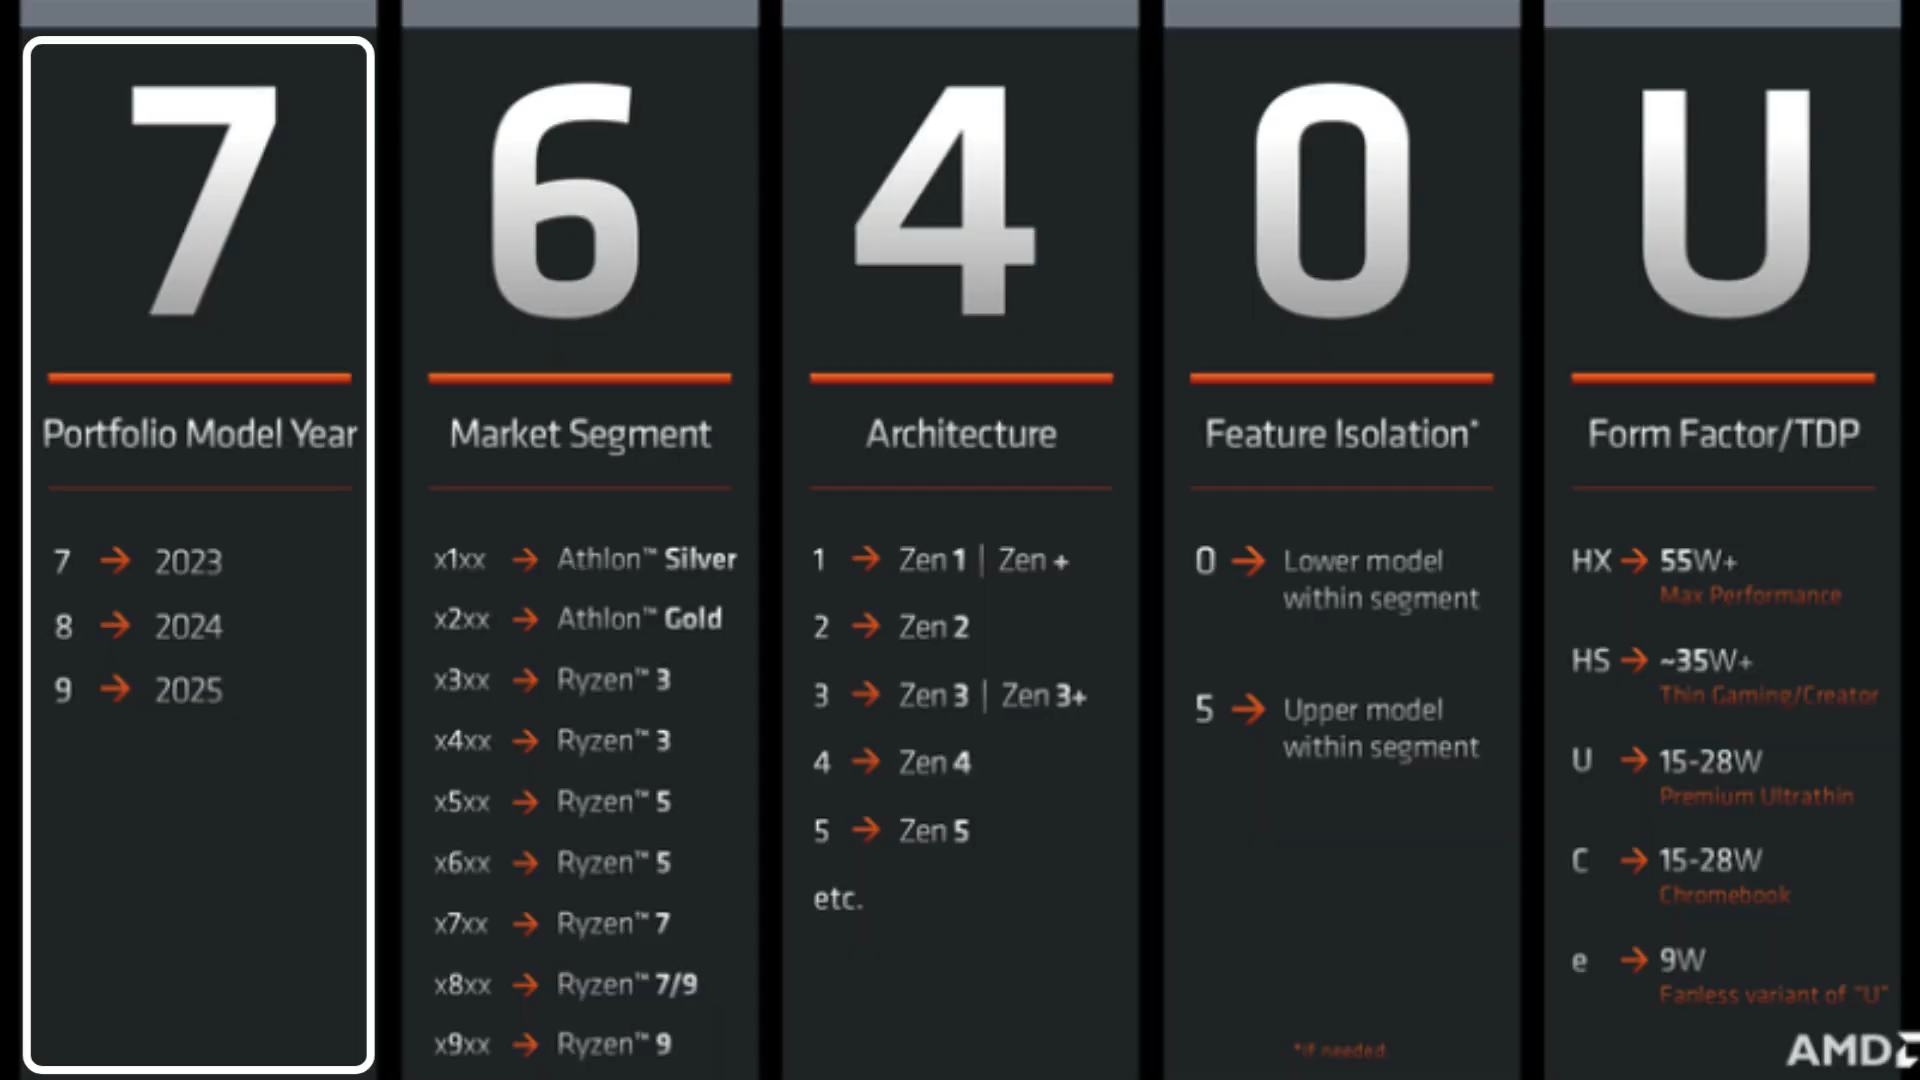 7
Portfolio Model Year
7 → 2023
8 → 2024
9 → 2025
6
Market Segment
x1xx → Athlon™ Silver
x2xx → Athlon™ Gold
x3xx → Ryzen™ 3
x4xx → Ryzen™ 3
x5xx → Ryzen™ 5
x6xx → Ryzen™ 5
x7xx → Ryzen™ 7
x8xx → Ryzen™ 7/9
x9xx → Ryzen™ 9
4
Architecture
1 → Zen 1 | Zen +
2 → Zen 2
3 → Zen 3 | Zen 3+
4 → Zen 4
5 → Zen 5
etc.
0
Feature Isolation*
0 → Lower model
within segment
5 → Upper model
within segment
*if needed
U
Form Factor/TDP
HX → 55W+
Max Performance
HS → ~35W+
Thin Gaming/Creator
U → 15-28W
Premium Ultrathin
C → 15-28W
Chromebook
e → 9W
Fanless variant of "U"
AMD